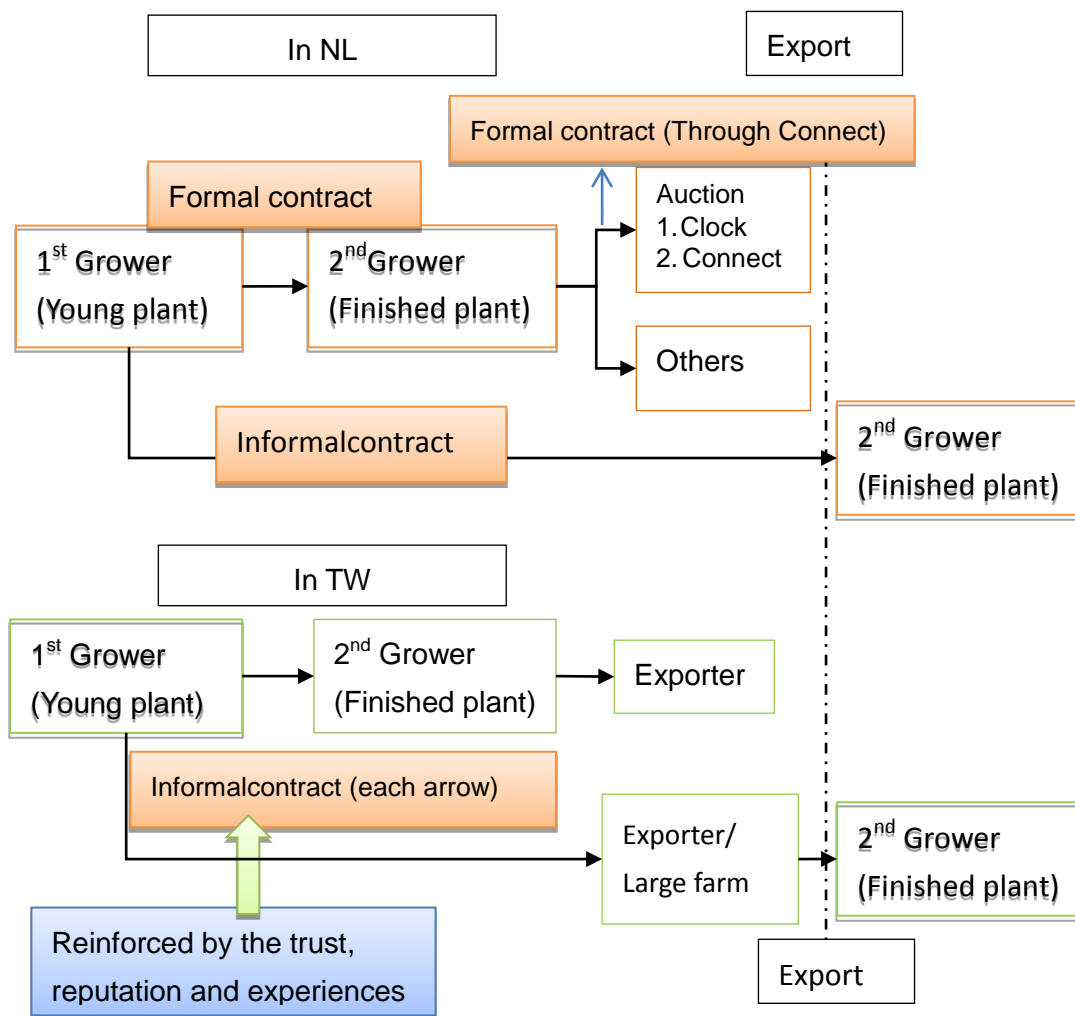 In NL
Export
Formal contract (Through Connect)
Formal contract
Auction
1. Clock
2. Connect
1st Grower
(Young plant)
2ndGrower
(Finished plant)
Others
Informalcontract
2nd Grower
(Finished plant)
In TW
1st Grower
(Young plant)
2nd Grower
(Finished plant)
Exporter
Informalcontract (each arrow)
Exporter/
Large farm
2nd Grower
(Finished plant)
Reinforced by the trust,
reputation and experiences
Export